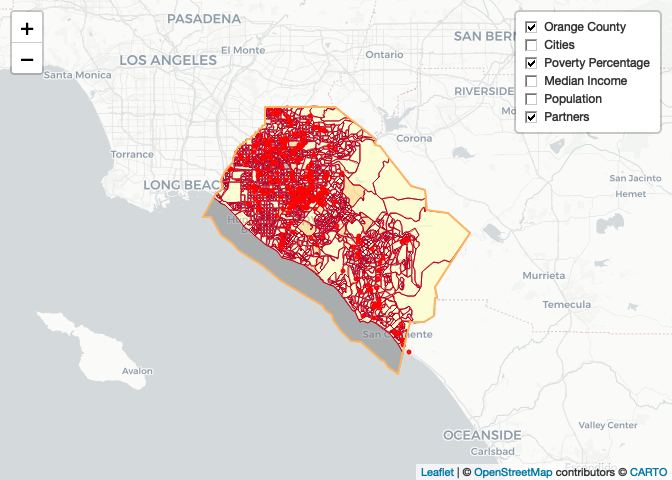 +
−
Orange County
Cities
Poverty Percentage
Median Income
Population
Partners
PASADENA
LOS ANGELES
El Monte
Ontario
SAN BERN
Santa Monica
RIVERSIDE
Mo
Corona
Torrance
LONG BEAC
San Jacinto
Hemet
Murrieta
Temecula
San Clemente
Avalon
OCEANSIDE
Carlsbad
Valley Center
Leaflet | © OpenStreetMap contributors © CARTO